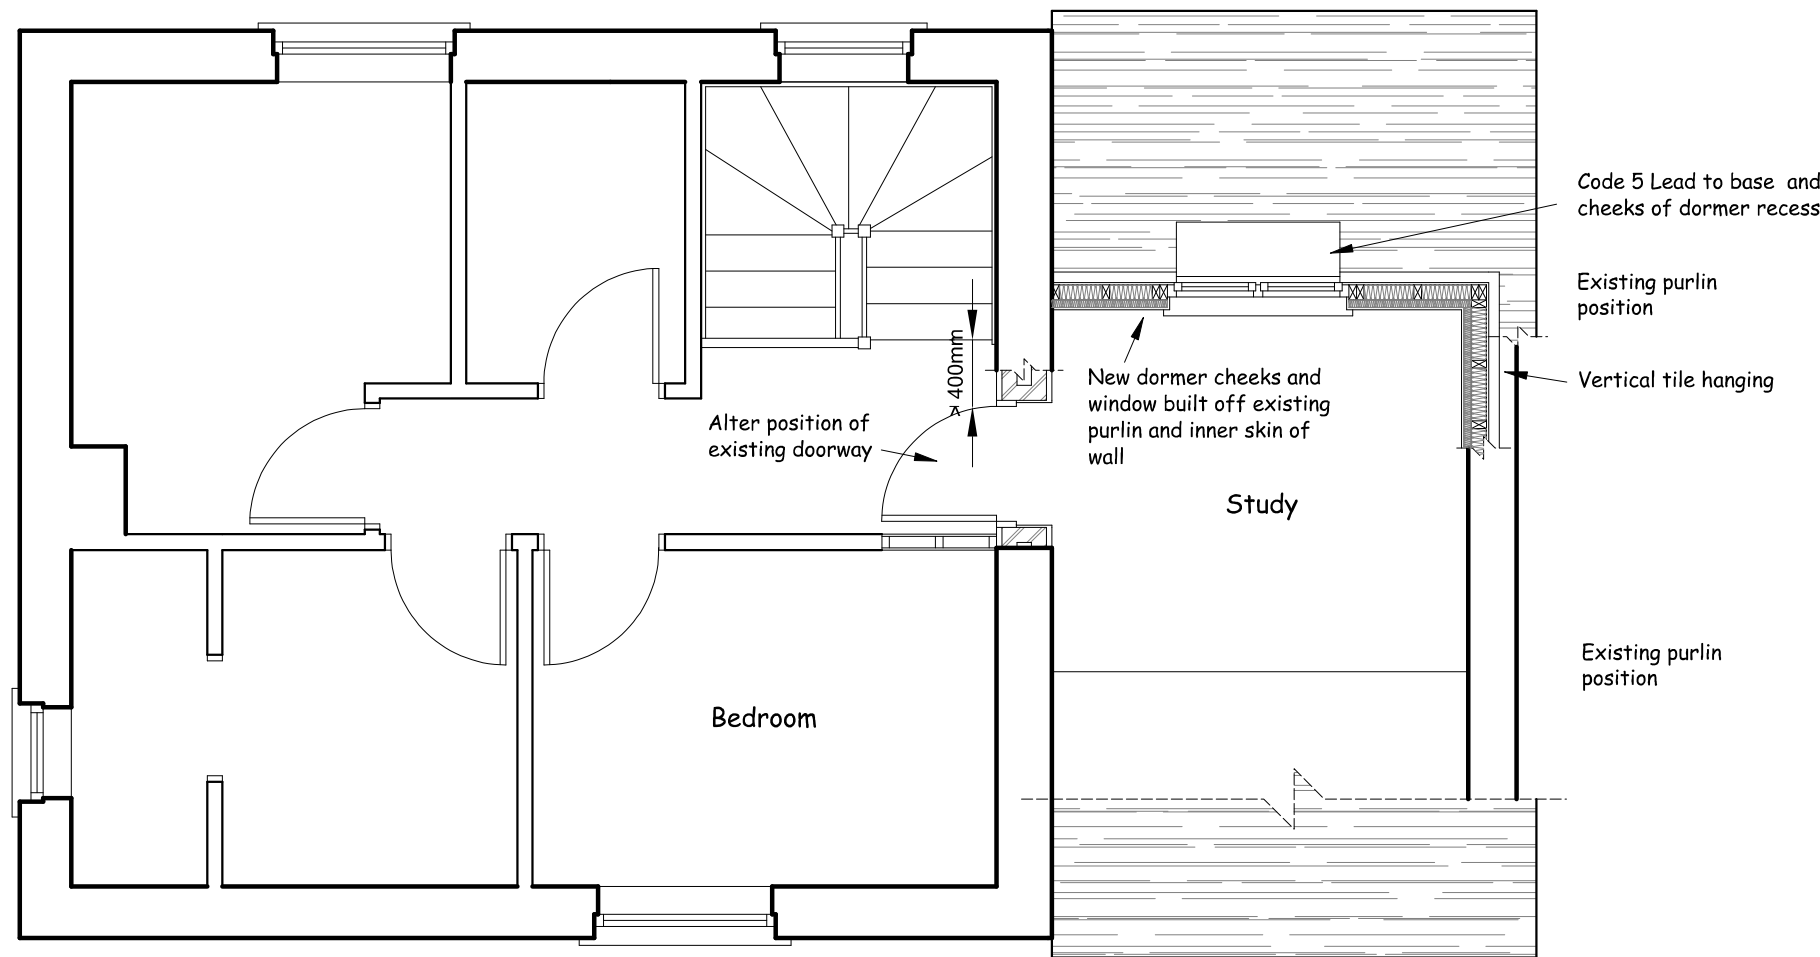 Code 5 Lead to base and
cheeks of dormer recess
Existing purlin
position
Vertical tile hanging
New dormer cheeks and
window built off existing
purlin and inner skin of
wall
< 400mm
Alter position of
existing doorway
Study
Existing purlin
position
Bedroom